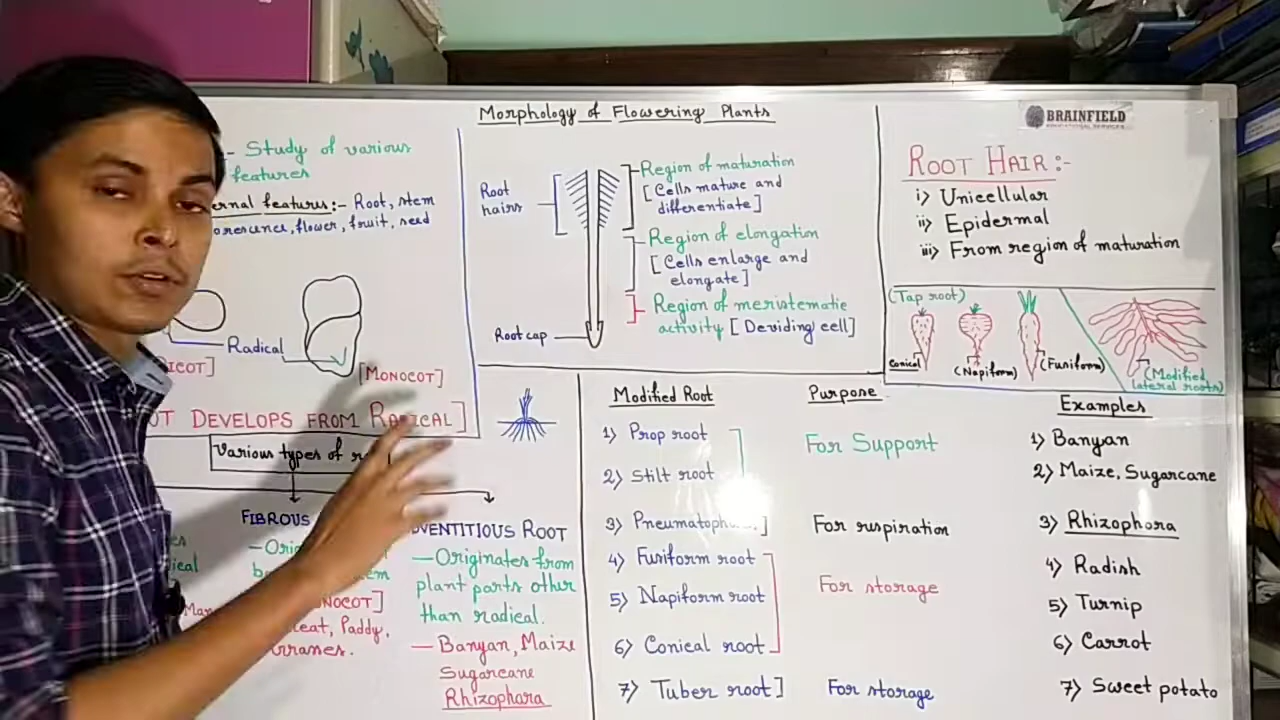 Morphology of Flowering Plants
BRAINFIELD
EDUCATIONAL SERVICES
- Study of various
features
ernal features:- Root, stem
orescence, flower, fruit, seed
Radical
ICOT]
[MONOCOT]
OT DEVELOPS FROM RADICAL]
Various types of
FIBROUS
MONOCOT]
Paddy,
VENTITIOUS ROOT
- Originates from
plant parts other
than radical.
- Banyan, Maize
Sugarcane
Rhizophara
Root
hairs
Root cap
Region of maturation
[Cells mature and
differentiate]
Region of elongation
[Cells enlarge and
elongate]
Region of meristematic
activity [Deviding cell]
ROOT HAIR:-
i) Unicellular
ii) Epidermal
iii) From region of maturation
(Tap root)
Conical
(Napiform)
(Fusiform)
(Modified
lateral roots)
Modified Root
Purpose
Examples
1) Prop root
2) Stilt root
For Support
1) Banyan
2) Maize, Sugarcane
3) Pneumatoph
For respiration
3) Rhizophora
4) Fusiform root
5) Napiform root
6) Conical root
For storage
4) Radish
5) Turnip
6) Carrot
7) Tuber root]
For storage
7) Sweet potato